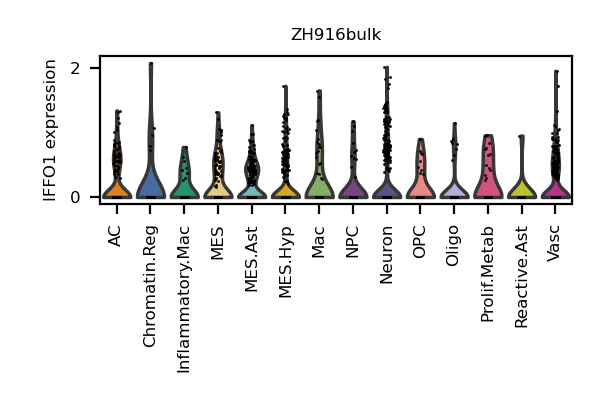 ZH916bulk
IFFO1 expression
2
0
AC
Chromatin.Reg
Inflammatory.Mac
MES
MES.Ast
MES.Hyp
Mac
NPC
Neuron
OPC
Oligo
Prolif.Metab
Reactive.Ast
Vasc